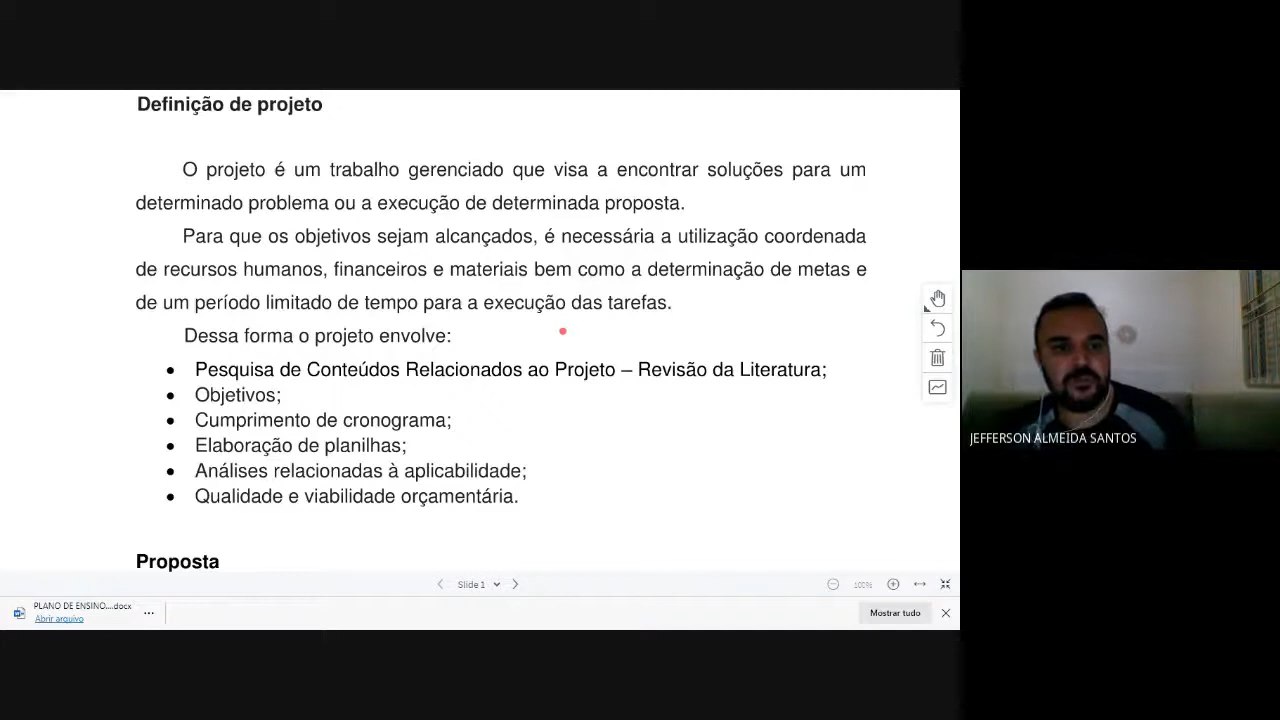 Definição de projeto
O projeto é um trabalho gerenciado que visa a encontrar soluções para um
determinado problema ou a execução de determinada proposta.
Para que os objetivos sejam alcançados, é necessária a utilização coordenada
de recursos humanos, financeiros e materiais bem como a determinação de metas e
de um período limitado de tempo para a execução das tarefas.
Dessa forma o projeto envolve:
• Pesquisa de Conteúdos Relacionados ao Projeto – Revisão da Literatura;
• Objetivos;
• Cumprimento de cronograma;
• Elaboração de planilhas;
• Análises relacionadas à aplicabilidade;
• Qualidade e viabilidade orçamentária.
Proposta
Slide 1
100%
PLANO DE ENSINO....docx
Abrir arquivo
Mostrar tudo
JEFFERSON ALMEIDA SANTOS